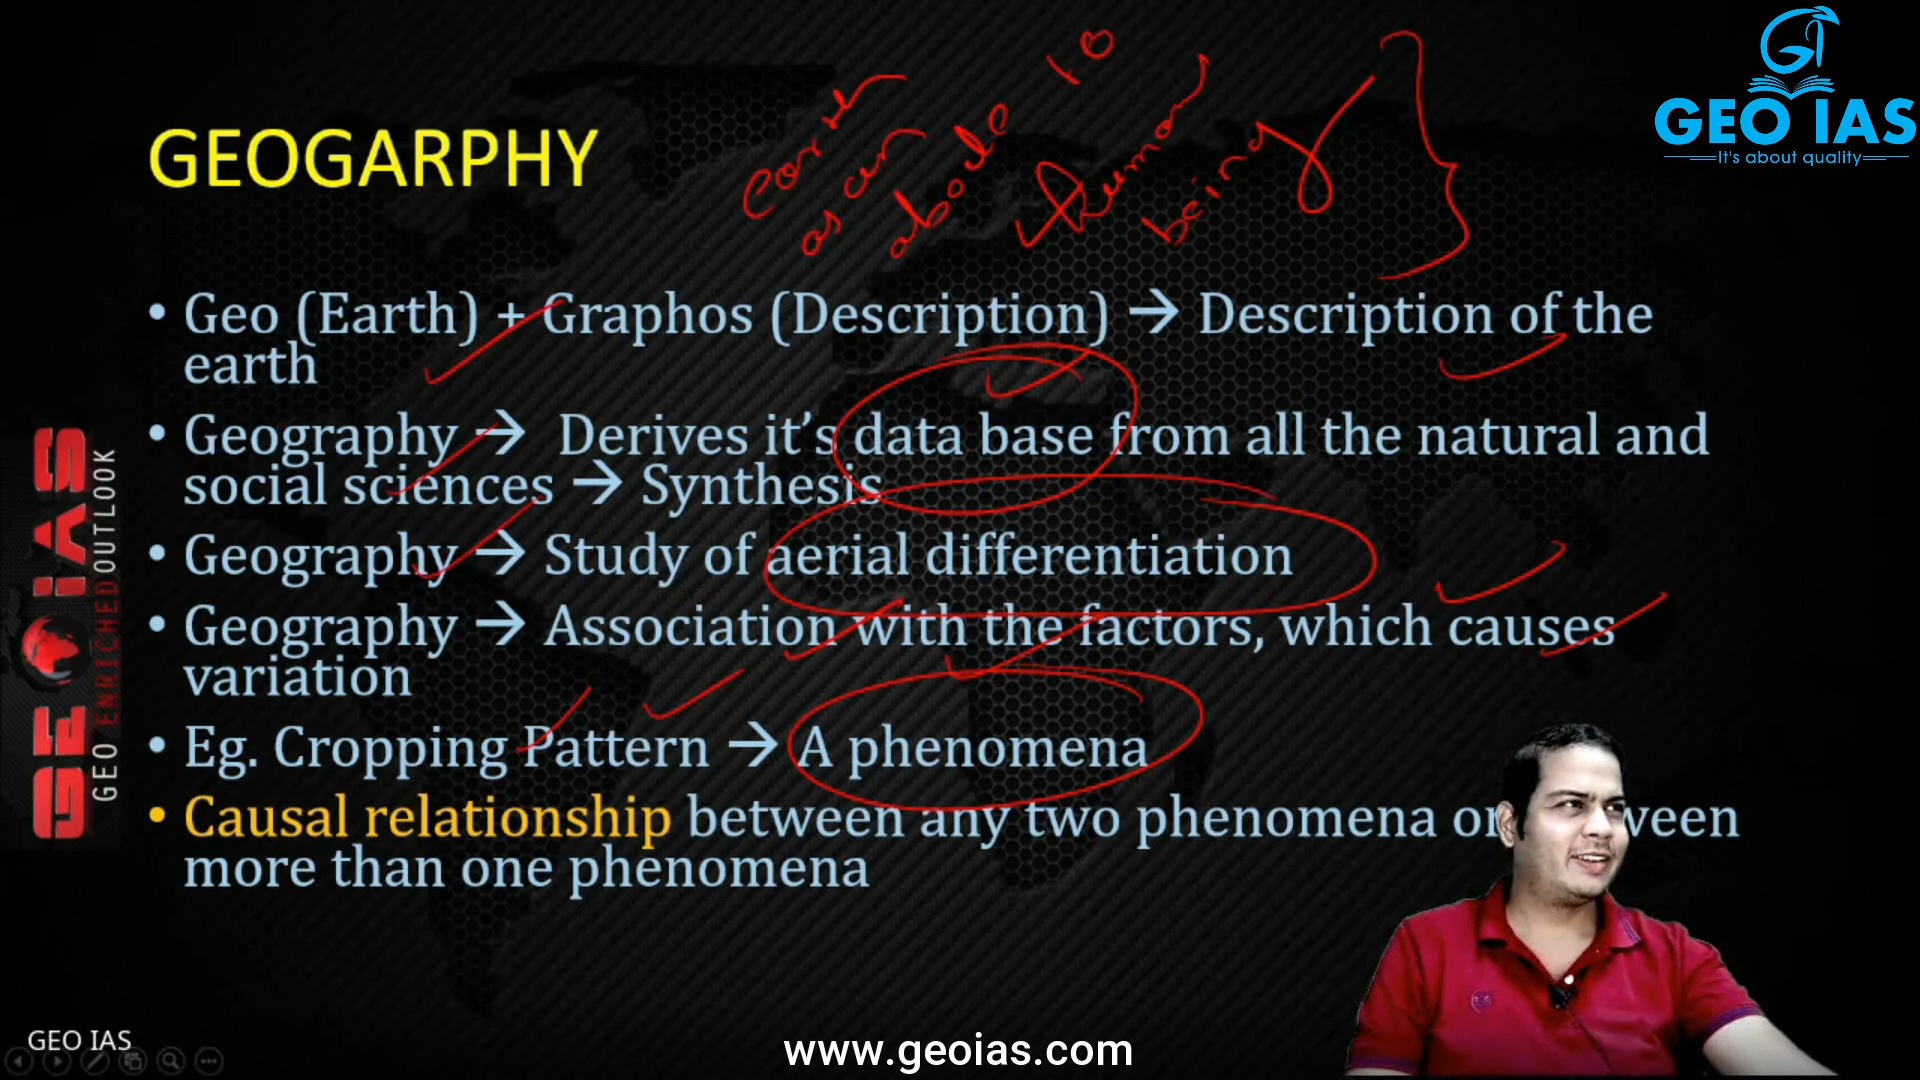 GEO IAS
It's about quality
earth
as an
abode to
human
being
GEOGARPHY
• Geo (Earth) + Graphos (Description) → Description of the
earth
• Geography → Derives it’s data base from all the natural and
social sciences → Synthesis
• Geography → Study of aerial differentiation
• Geography → Association with the factors, which causes
variation
• Eg. Cropping Pattern → A phenomena
• Causal relationship between any two phenomena or between
more than one phenomena
GEO IAS
GEO ENRICHED OUTLOOK
GEO IAS
www.geoias.com